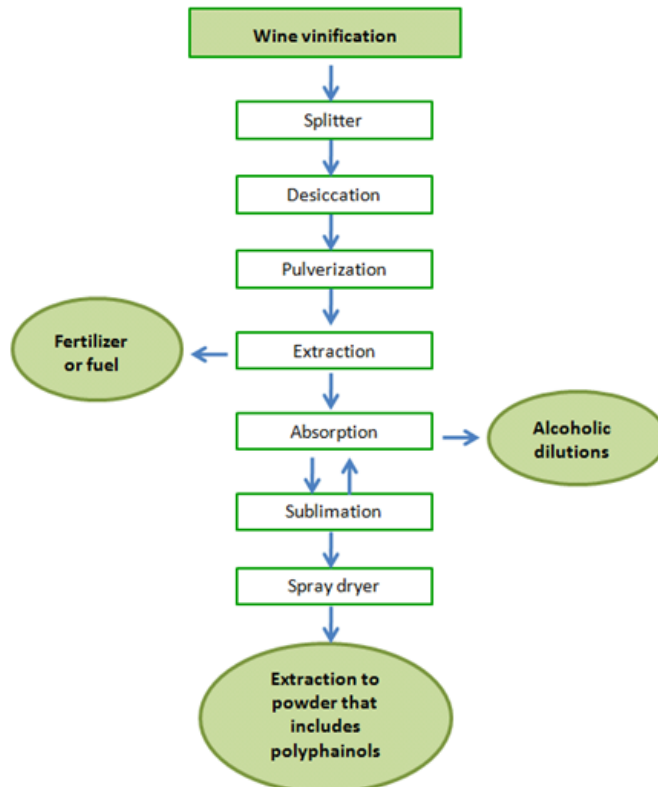 Wine vinification
Splitter
Desiccation
Pulverization
Extraction
Fertilizer
or fuel
Absorption
Alcoholic
dilutions
Sublimation
Spray dryer
Extraction to
powder that
includes
polyphainols